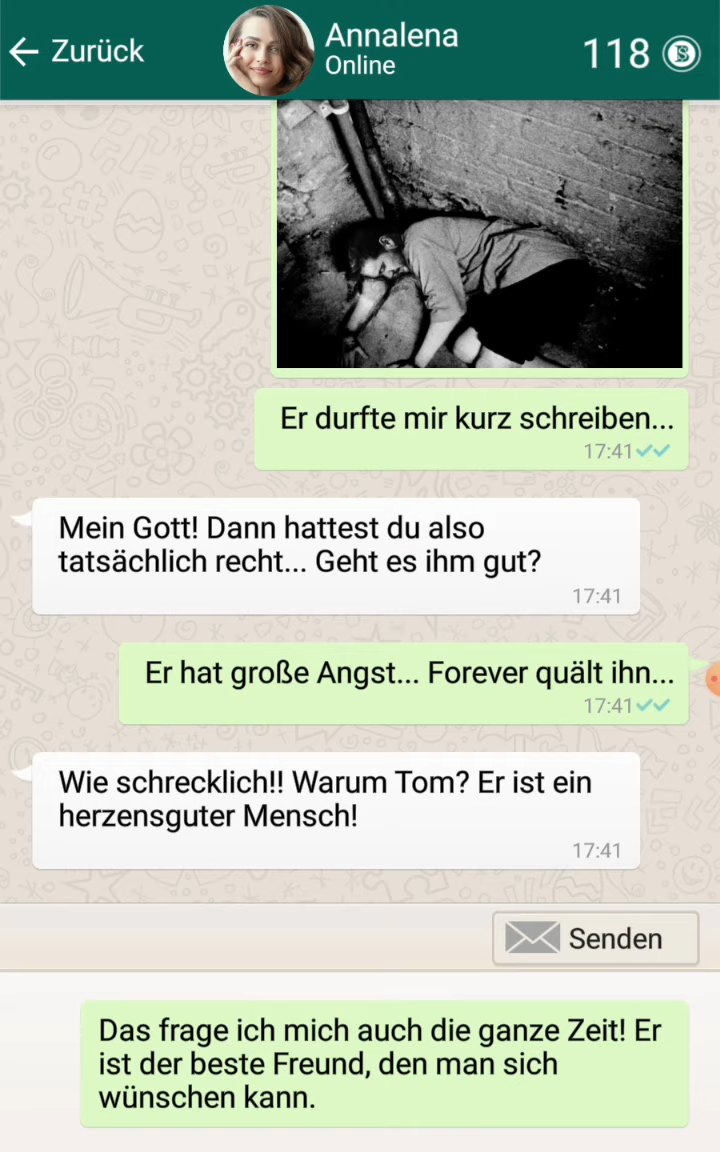 Zurück
Annalena
Online
118
Er durfte mir kurz schreiben...
17:41
Mein Gott! Dann hattest du also
tatsächlich recht... Geht es ihm gut?
17:41
Er hat große Angst... Forever quält ihn...
17:41
Wie schrecklich!! Warum Tom? Er ist ein
herzensguter Mensch!
17:41
Senden
Das frage ich mich auch die ganze Zeit! Er
ist der beste Freund, den man sich
wünschen kann.